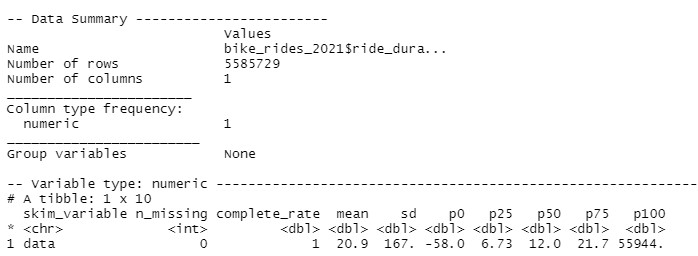 -- Data Summary ------------------------
                           Values
Name                       bike_rides_2021$ride_dura...
Number of rows             5585729
Number of columns          1
_______________________
Column type frequency:
  numeric                  1
________________________
Group variables            None

-- Variable type: numeric ------------------------------------------------------------
# A tibble: 1 x 10
  skim_variable n_missing complete_rate  mean    sd    p0   p25   p50   p75   p100
* <chr>             <int>         <dbl> <dbl> <dbl> <dbl> <dbl> <dbl> <dbl>  <dbl>
1 data                  0             1  20.9  167. -58.0  6.73  12.0  21.7 55944.